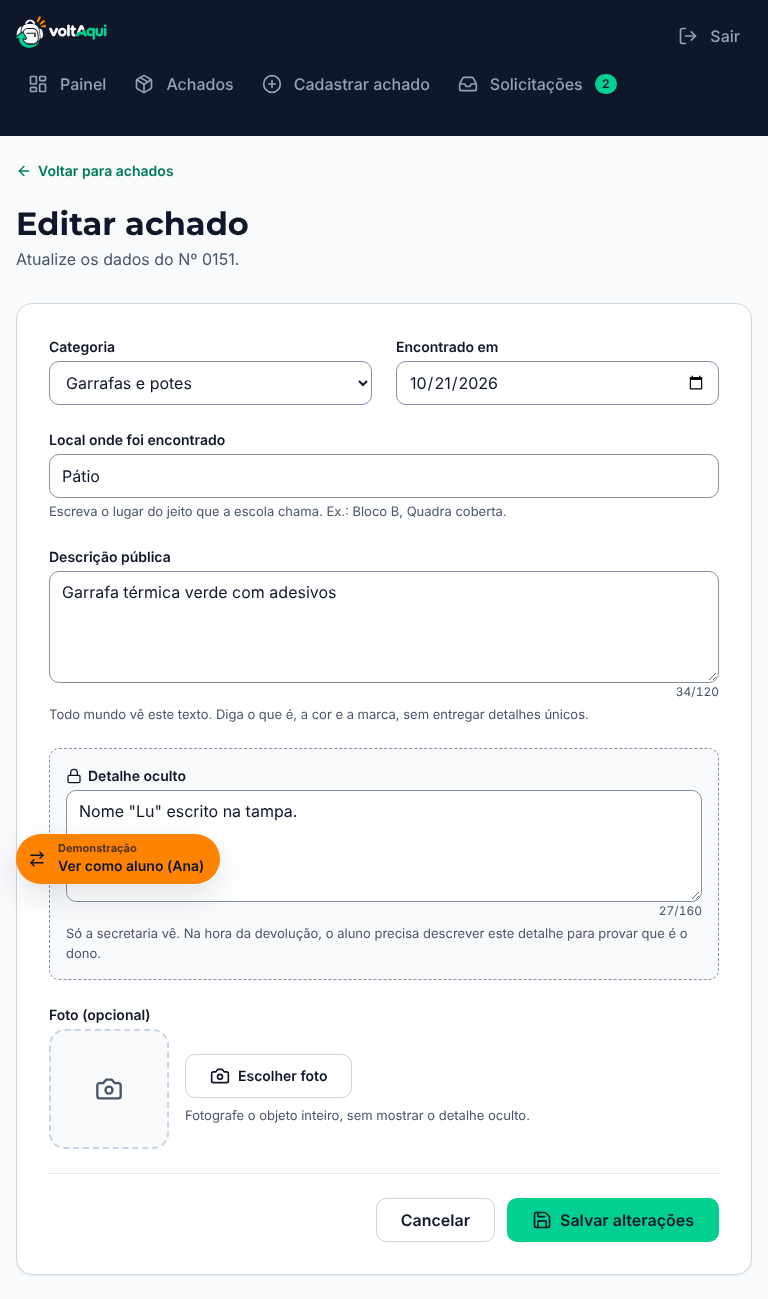 voltAqui
Sair
Painel
Achados
Cadastrar achado
Solicitações
2
Voltar para achados
Editar achado
Atualize os dados do Nº 0151.
Categoria
Encontrado em
Garrafas e potes
10/21/2026
Local onde foi encontrado
Pátio
Escreva o lugar do jeito que a escola chama. Ex.: Bloco B, Quadra coberta.
Descrição pública
Garrafa térmica verde com adesivos
34/120
Todo mundo vê este texto. Diga o que é, a cor e a marca, sem entregar detalhes únicos.
Detalhe oculto
Nome "Lu" escrito na tampa.
Demonstração
Ver como aluno (Ana)
27/160
Só a secretaria vê. Na hora da devolução, o aluno precisa descrever este detalhe para provar que é o
dono.
Foto (opcional)
Escolher foto
Fotografe o objeto inteiro, sem mostrar o detalhe oculto.
Cancelar
Salvar alterações